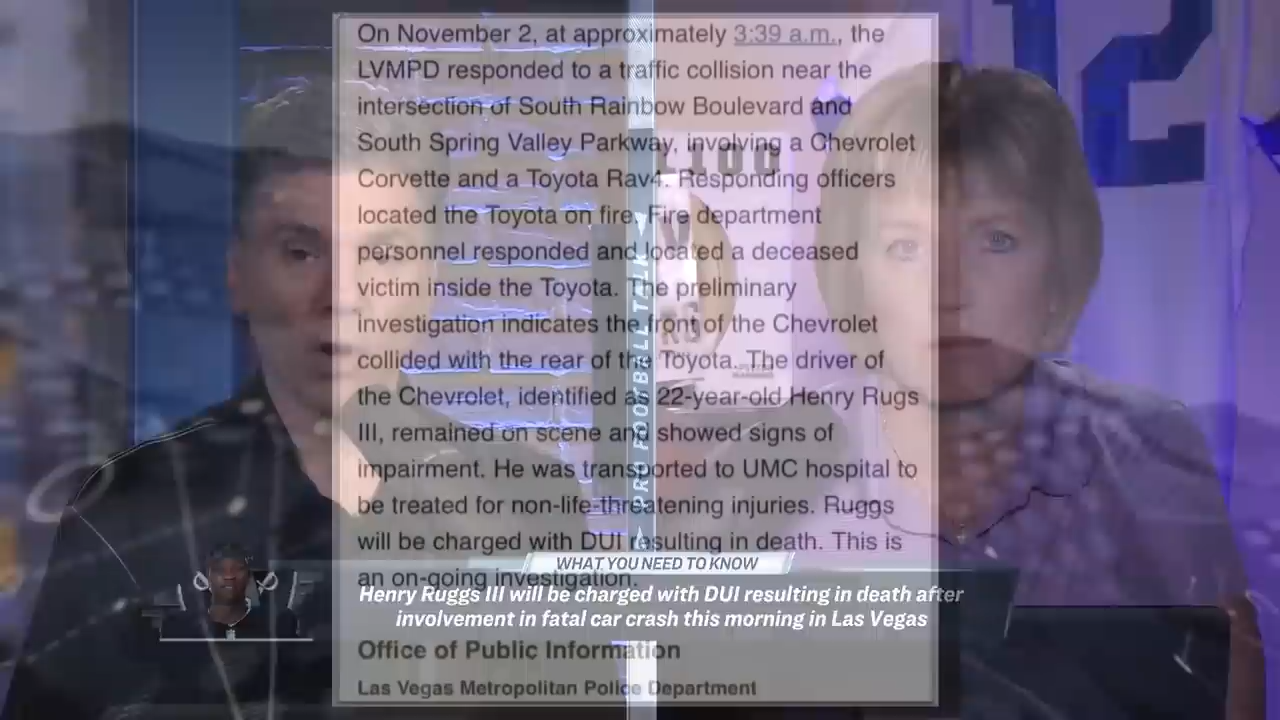 On November 2, at approximately 3:39 a.m., the
LVMPD responded to a traffic collision near the
intersection of South Rainbow Boulevard and
South Spring Valley Parkway, involving a Chevrolet
Corvette and a Toyota Rav4. Responding officers
located the Toyota on fire. Fire department
personnel responded and located a deceased
victim inside the Toyota. The preliminary
investigation indicates the front of the Chevrolet
collided with the rear of the Toyota. The driver of
the Chevrolet, identified as 22-year-old Henry Rugs
III, remained on scene and showed signs of
impairment. He was transported to UMC hospital to
be treated for non-life-threatening injuries. Ruggs
will be charged with DUI resulting in death. This is
an on-going investigation.
Office of Public Information
Las Vegas Metropolitan Police Department
WHAT YOU NEED TO KNOW
Henry Ruggs III will be charged with DUI resulting in death after
involvement in fatal car crash this morning in Las Vegas
PRO FOOTBALL TALK
12